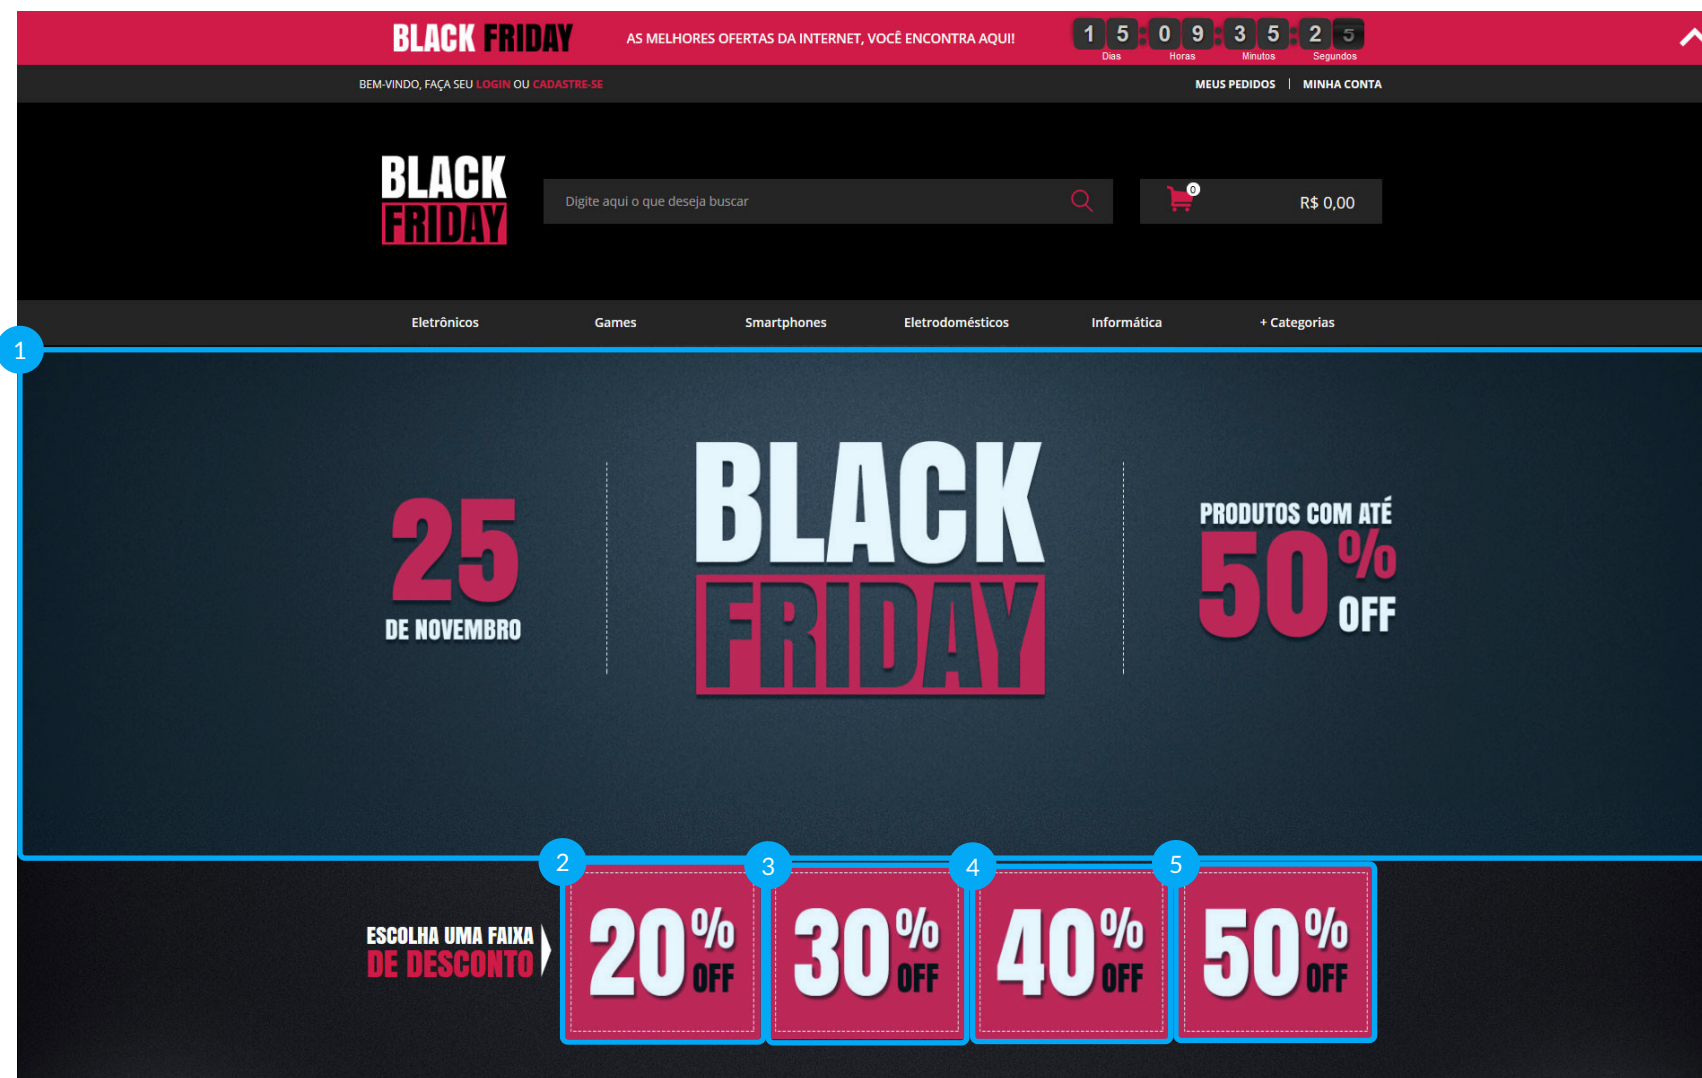 BLACK FRIDAY
AS MELHORES OFERTAS DA INTERNET, VOCÊ ENCONTRA AQUI!
1 5 0 9 3 5 2 5
Dias Horas Minutos Segundos
BEM-VINDO, FAÇA SEU LOGIN OU CADASTRE-SE
MEUS PEDIDOS | MINHA CONTA
BLACK
FRIDAY
Digite aqui o que deseja buscar
0
R$ 0,00
Eletrônicos Games Smartphones Eletrodomésticos Informática + Categorias
1
25
DE NOVEMBRO
BLACK
FRIDAY
PRODUTOS COM ATÉ
50%
OFF
2 3 4 5
ESCOLHA UMA FAIXA
DE DESCONTO
20% OFF
30% OFF
40% OFF
50% OFF